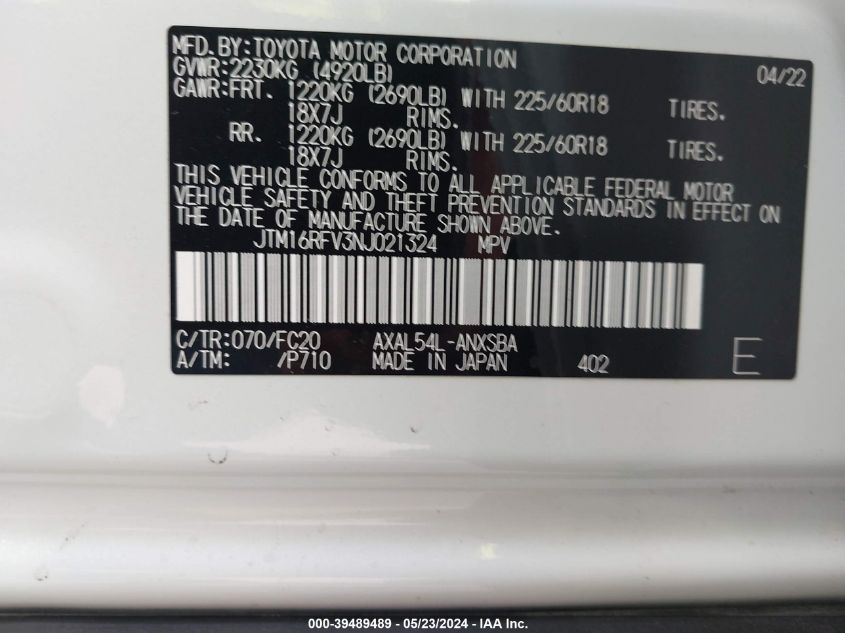 MFD.BY:TOYOTA MOTOR CORPORATION 04/22
GVWR:2230KG (4920LB)
GAWR:FRT. 1220KG (2690LB) WITH 225/60R18 TIRES.
18X7J RIMS.
RR. 1220KG (2690LB) WITH 225/60R18 TIRES.
18X7J RIMS.
THIS VEHICLE CONFORMS TO ALL APPLICABLE FEDERAL MOTOR
VEHICLE SAFETY AND THEFT PREVENTION STANDARDS IN EFFECT ON
THE DATE OF MANUFACTURE SHOWN ABOVE.
JTM16RFV3NJ021324 MPV
C/TR:070/FC20 AXAL54L-ANXSBA
A/TM: /P710 MADE IN JAPAN 402 E
000-39489489 - 05/23/2024 - IAA Inc.